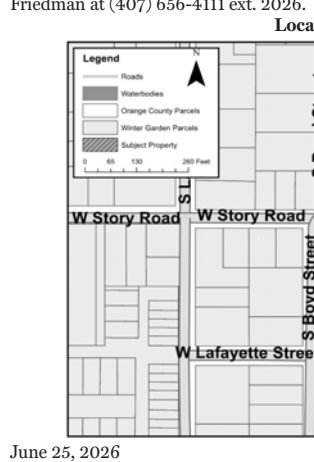 Friedman at (407) 656-4111 ext. 2026.
Loca
Legend
N
Roads
Waterbodies
Orange County Parcels
Winter Garden Parcels
Subject Property
0 65 130 260 Feet
S L
W Story Road W Story Road
S Boyd Street
W Lafayette Stree
June 25, 2026